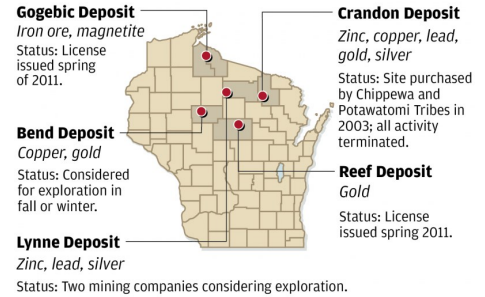 Gogebic Deposit
Iron ore, magnetite
Status: License
issued spring
of 2011.
Bend Deposit
Copper, gold
Status: Considered
for exploration in
fall or winter.
Lynne Deposit
Zinc, lead, silver
Status: Two mining companies considering exploration.
Crandon Deposit
Zinc, copper, lead,
gold, silver
Status: Site purchased
by Chippewa and
Potawatomi Tribes in
2003; all activity
terminated.
Reef Deposit
Gold
Status: License
issued spring 2011.